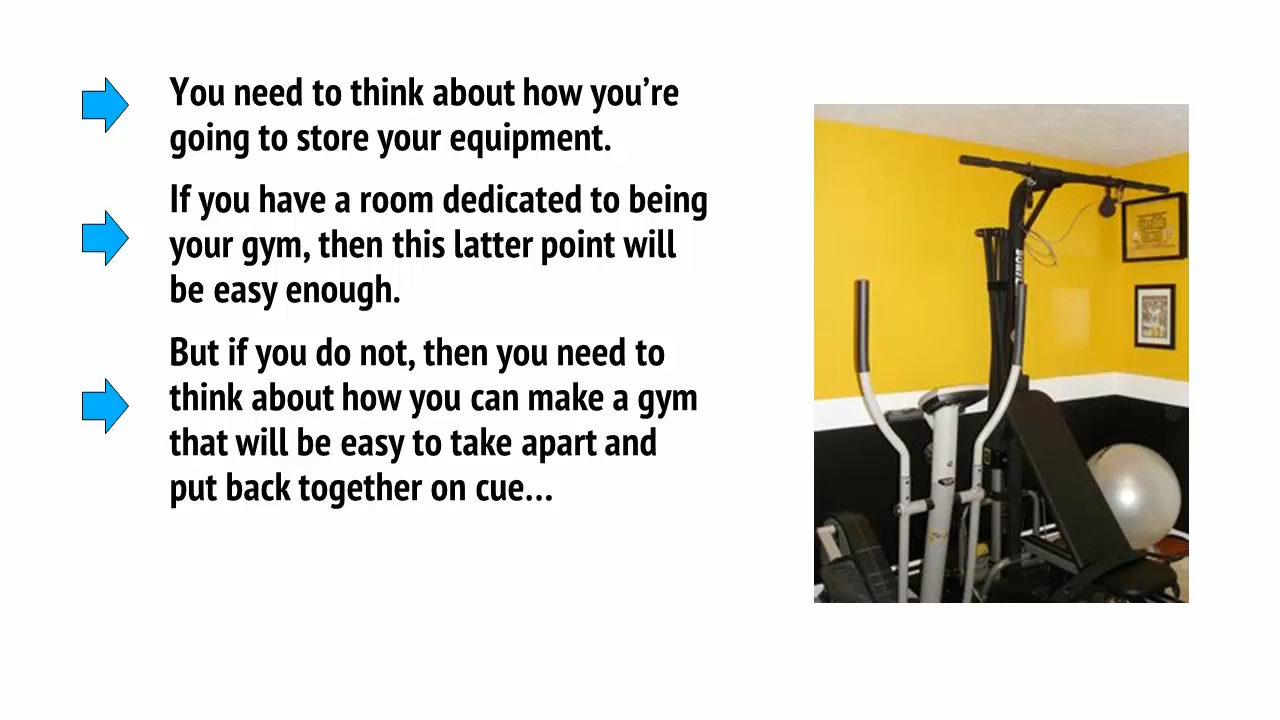 You need to think about how you’re
going to store your equipment.
If you have a room dedicated to being
your gym, then this latter point will
be easy enough.
But if you do not, then you need to
think about how you can make a gym
that will be easy to take apart and
put back together on cue...